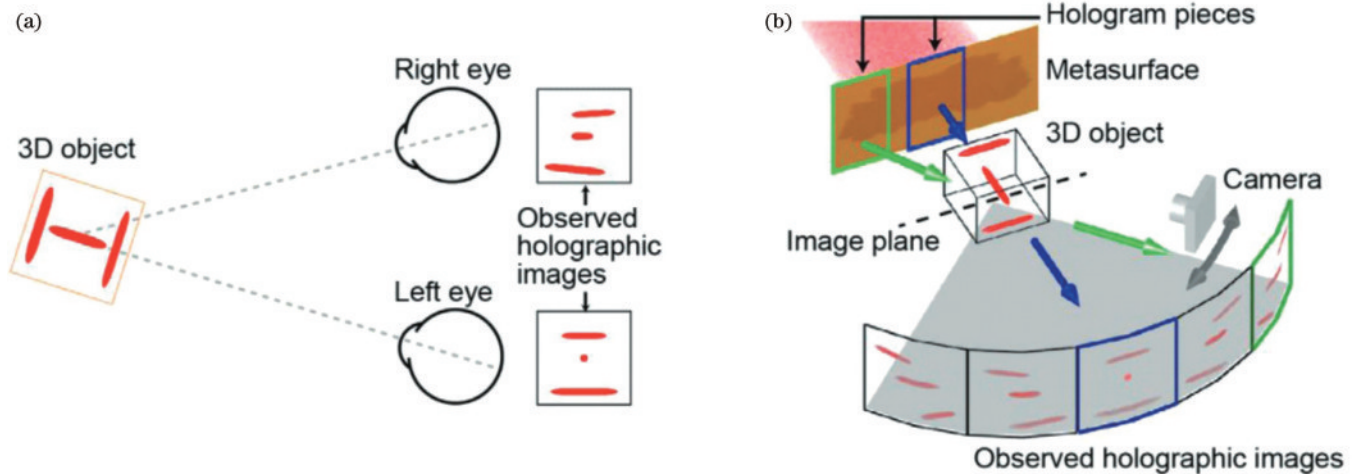 (a)
Right eye
3D object
Observed
holographic
images
Left eye
(b)
Hologram pieces
Metasurface
3D object
Camera
Image plane
Observed holographic images